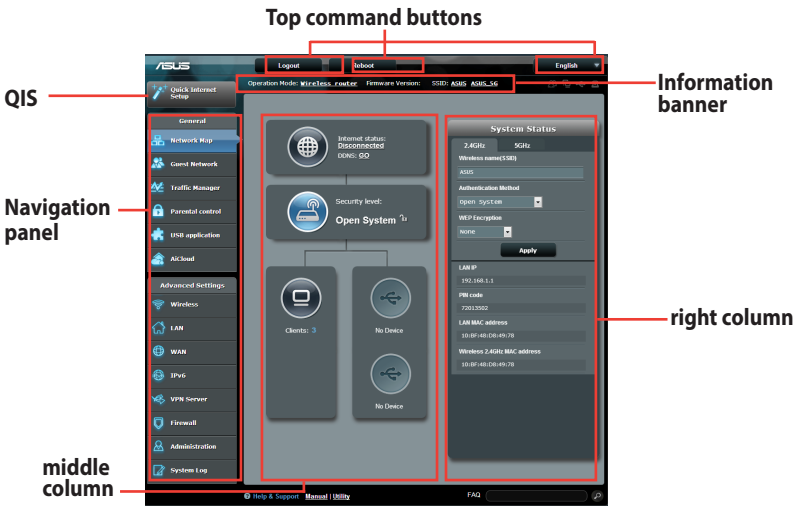 Top command buttons
ASUS
Logout
Reboot
English
QIS
Quick Internet
Setup
Operation Mode: Wireless router Firmware Version: SSID: ASUS ASUS_5G
Information
banner
General
Network Map
Guest Network
Traffic Manager
Parental control
USB application
AiCloud
Navigation
panel
Advanced Settings
Wireless
LAN
WAN
IPv6
VPN Server
Firewall
Administration
System Log
Internet status:
Disconnected
DDNS: GO
Security level:
Open System
Clients: 3
No Device
No Device
System Status
2.4GHz 5GHz
Wireless name(SSID)
ASUS
Authentication Method
Open System
WEP Encryption
None
Apply
LAN IP
192.168.1.1
PIN code
72013502
LAN MAC address
10:BF:48:D8:49:78
Wireless 2.4GHz MAC address
10:BF:48:D8:49:78
right column
middle
column
Help & Support Manual | Utility
FAQ